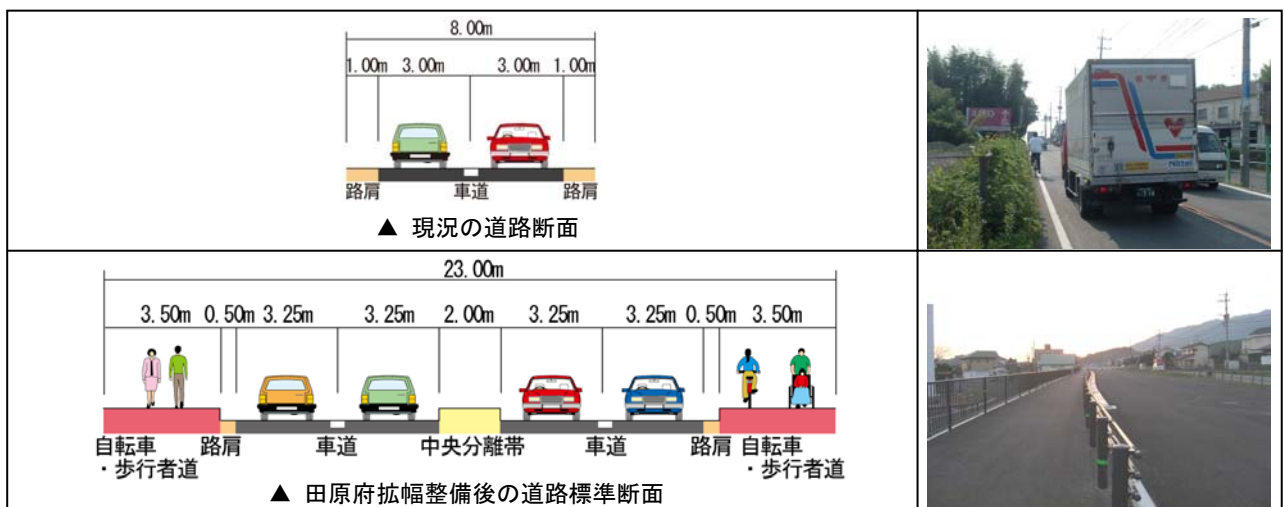 8.00m
1.00m 3.00m 3.00m 1.00m
路肩 車道 路肩
▲ 現況の道路断面
23.00m
3.50m 0.50m 3.25m 3.25m 2.00m 3.25m 3.25m 0.50m 3.50m
自転車 路肩 車道 中央分離帯 車道 路肩 自転車
・歩行者道 ・歩行者道
▲ 田原府拡幅整備後の道路標準断面